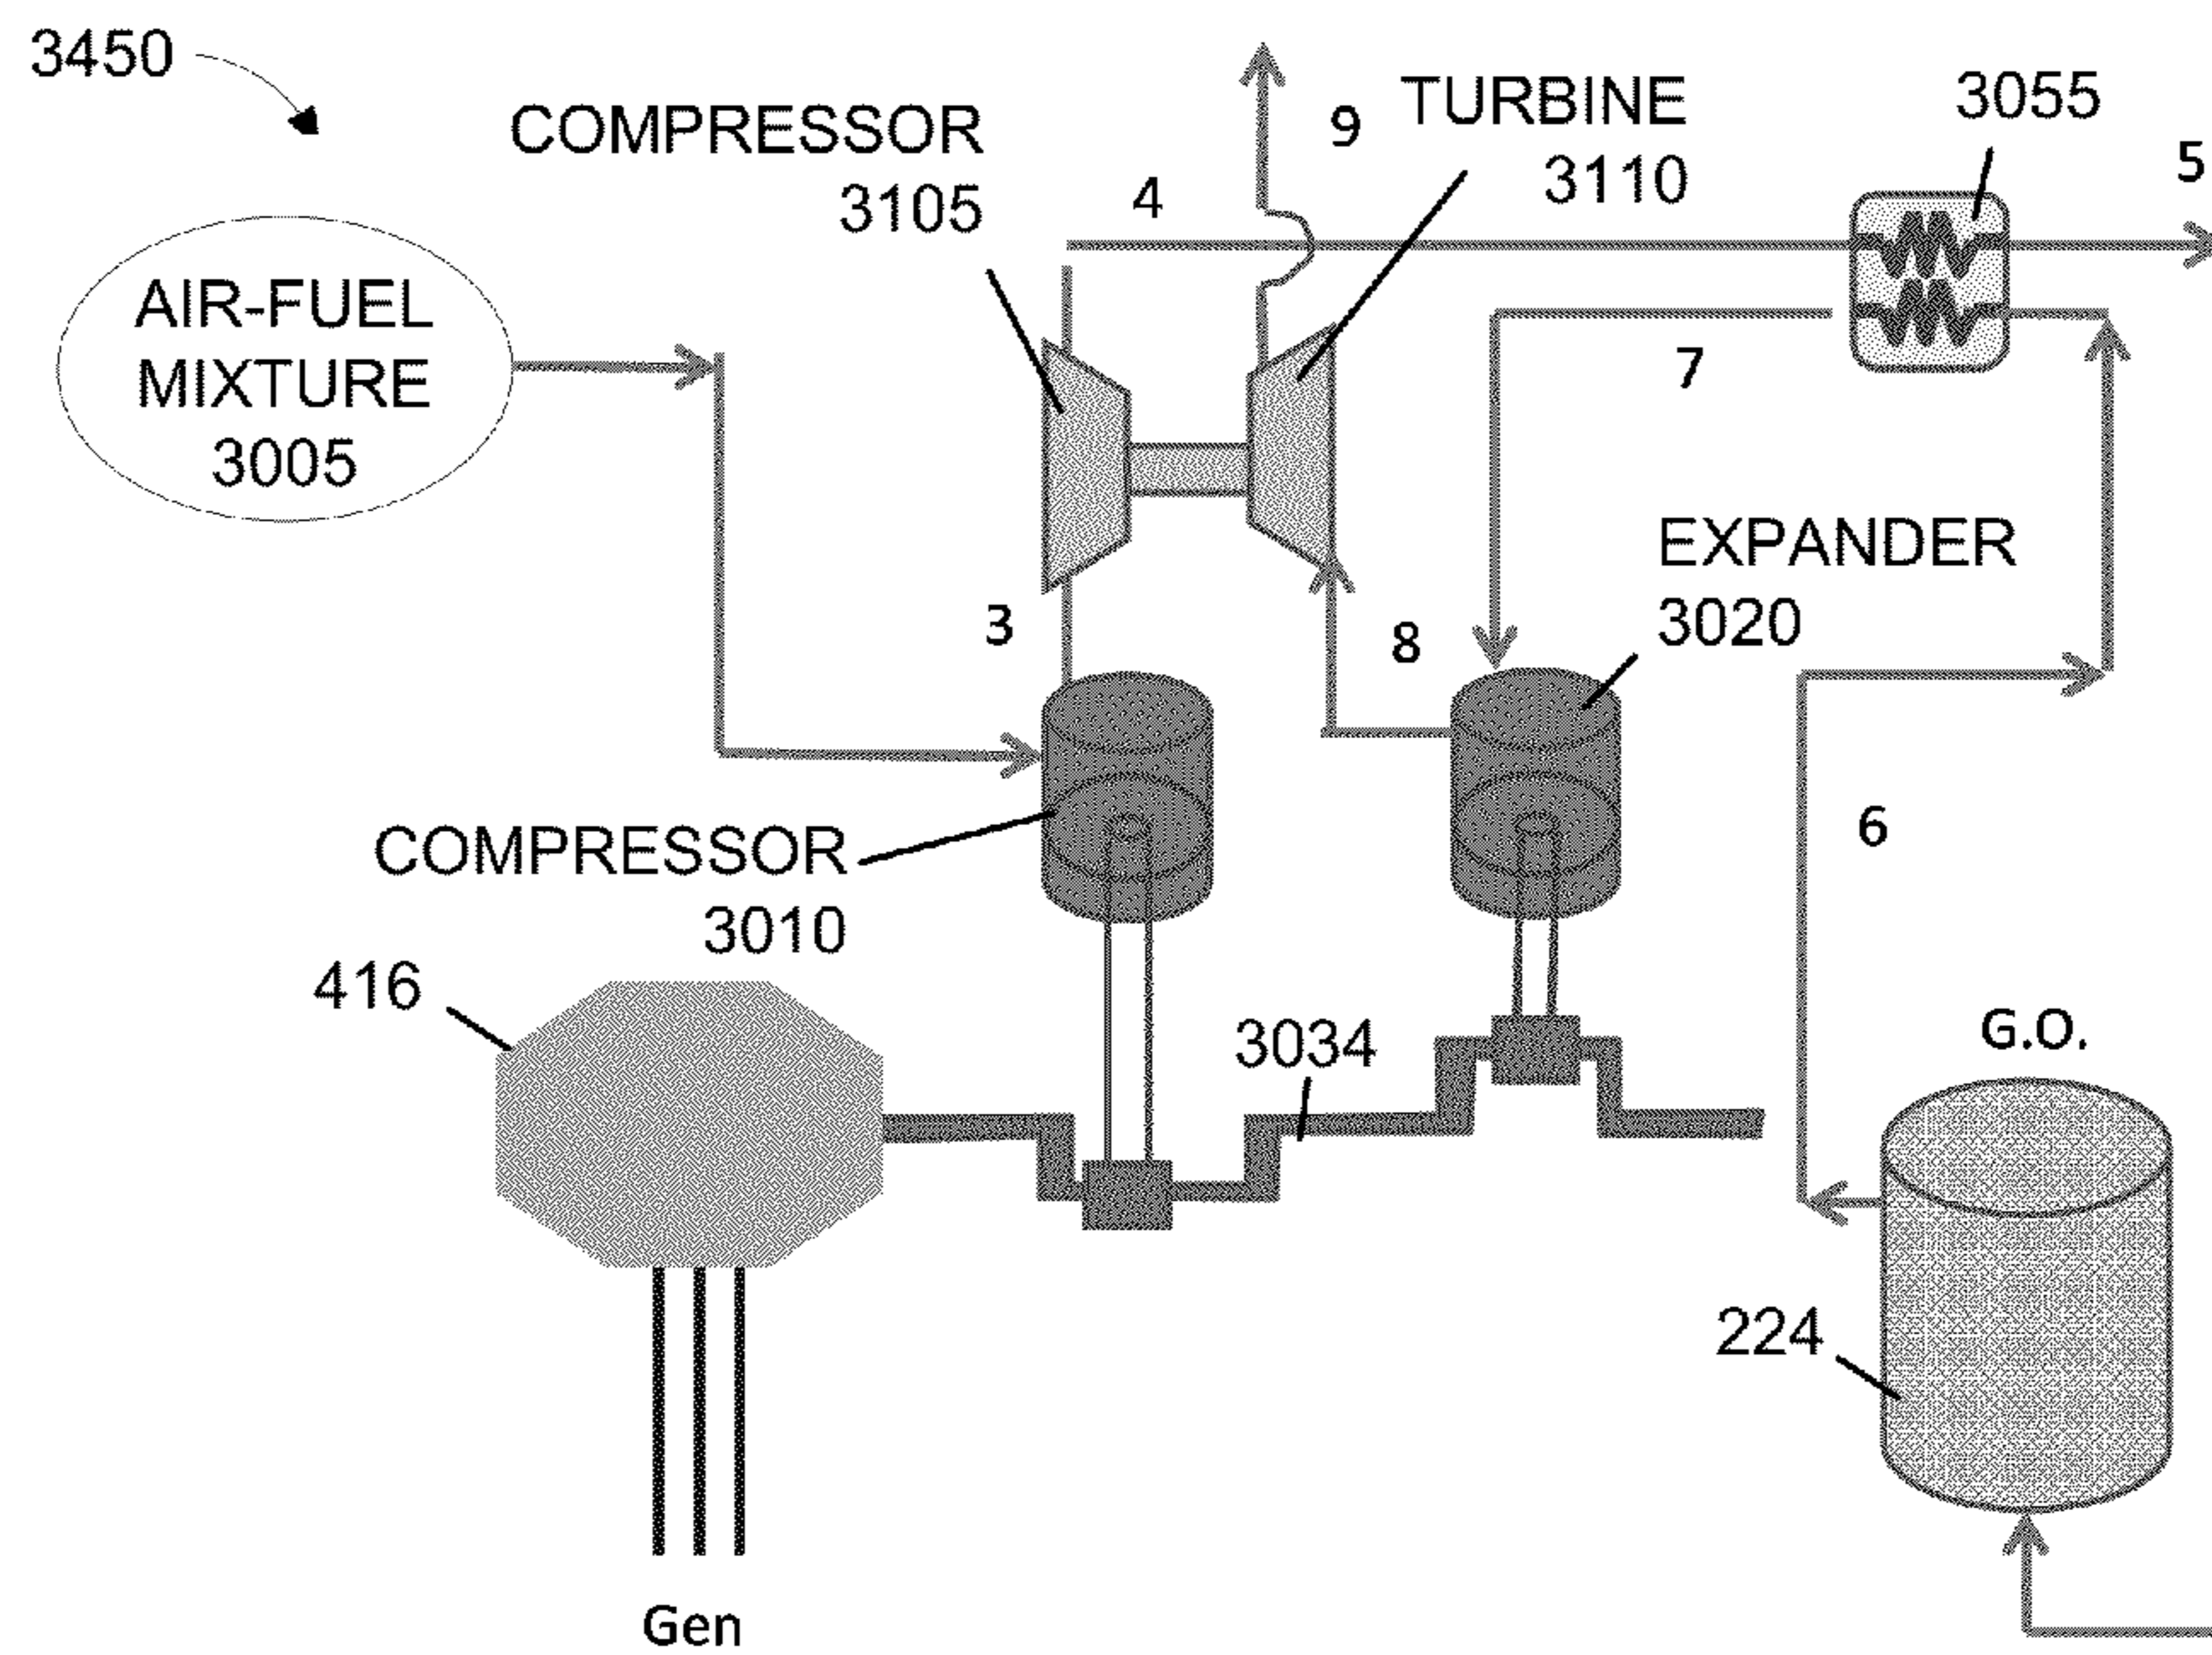 3450
COMPRESSOR
3105
9
TURBINE
3110
3055
5
4
AIR-FUEL
MIXTURE
3005
7
EXPANDER
3020
3
8
6
COMPRESSOR
3010
416
3034
G.O.
224
Gen